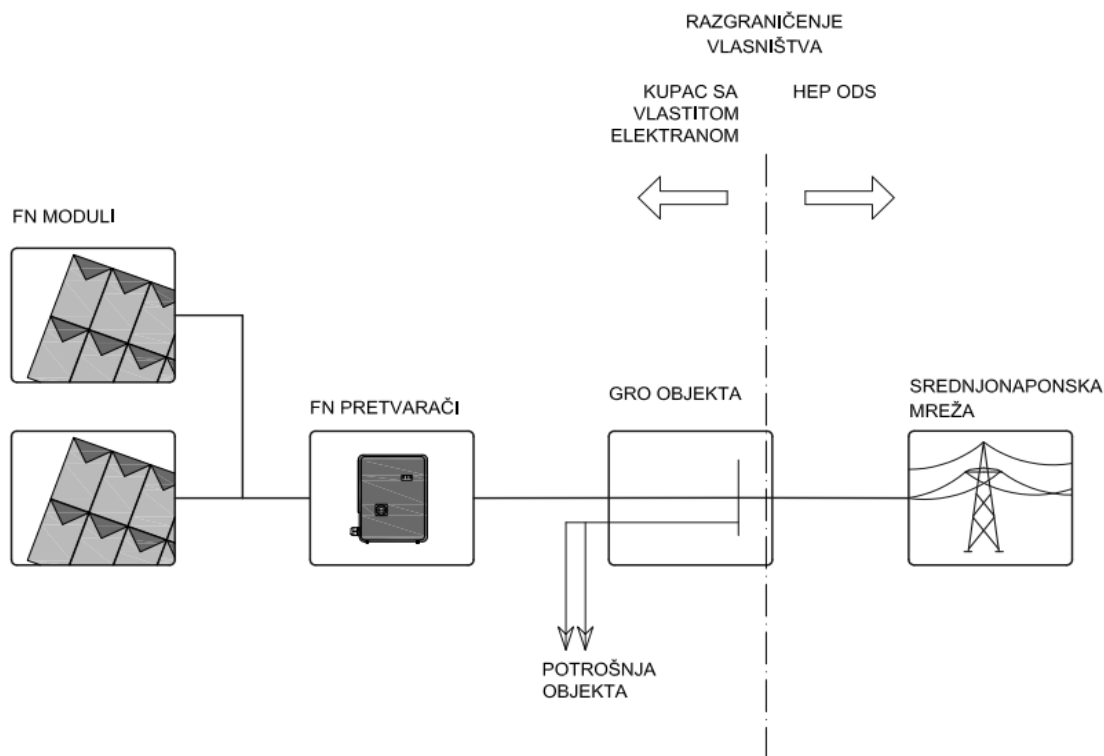 RAZGRANIČENJE
VLASNIŠTVA
KUPAC SA
VLASTITOM
ELEKTRANOM
HEP ODS
FN MODULI
FN PRETVARAČI
GRO OBJEKTA
SREDNJONAPONSKA
MREŽA
POTROŠNJA
OBJEKTA